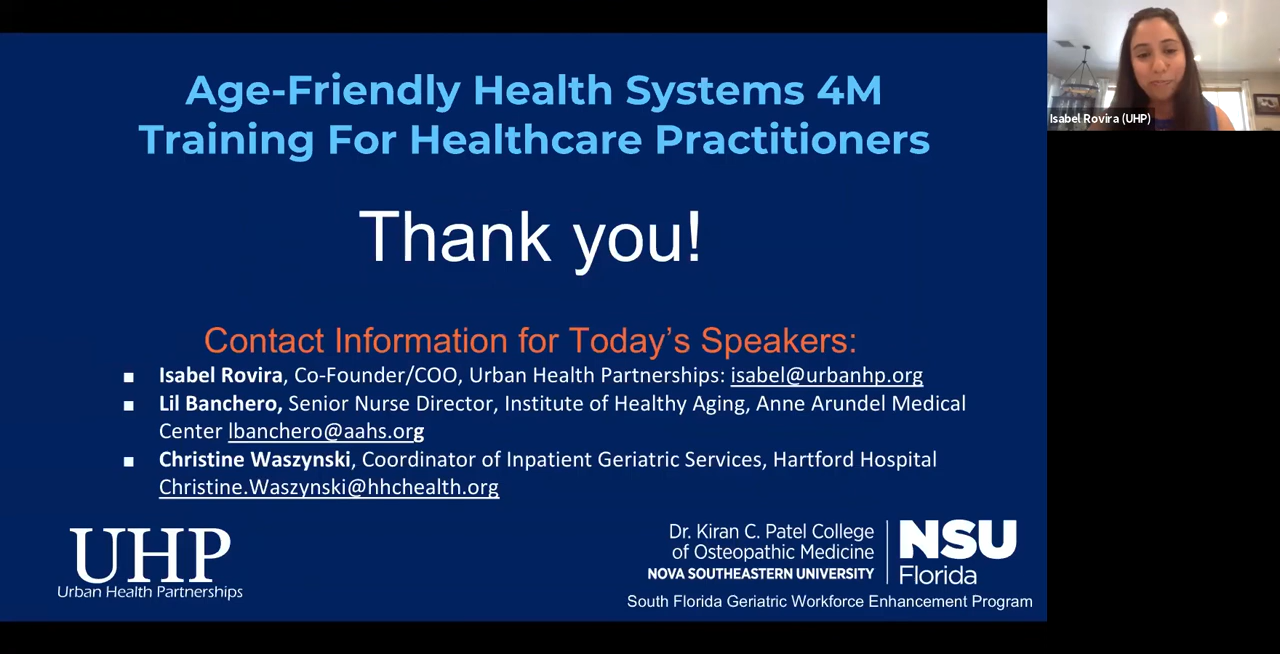 Age-Friendly Health Systems 4M
Training For Healthcare Practitioners
Thank you!
Contact Information for Today's Speakers:
▪ Isabel Rovira, Co-Founder/COO, Urban Health Partnerships: isabel@urbanhp.org
▪ Lil Banchero, Senior Nurse Director, Institute of Healthy Aging, Anne Arundel Medical
Center lbanchero@aahs.org
▪ Christine Waszynski, Coordinator of Inpatient Geriatric Services, Hartford Hospital
Christine.Waszynski@hhchealth.org
UHP
Urban Health Partnerships
Dr. Kiran C. Patel College
of Osteopathic Medicine
NOVA SOUTHEASTERN UNIVERSITY
NSU
Florida
South Florida Geriatric Workforce Enhancement Program
Isabel Rovira (UHP)